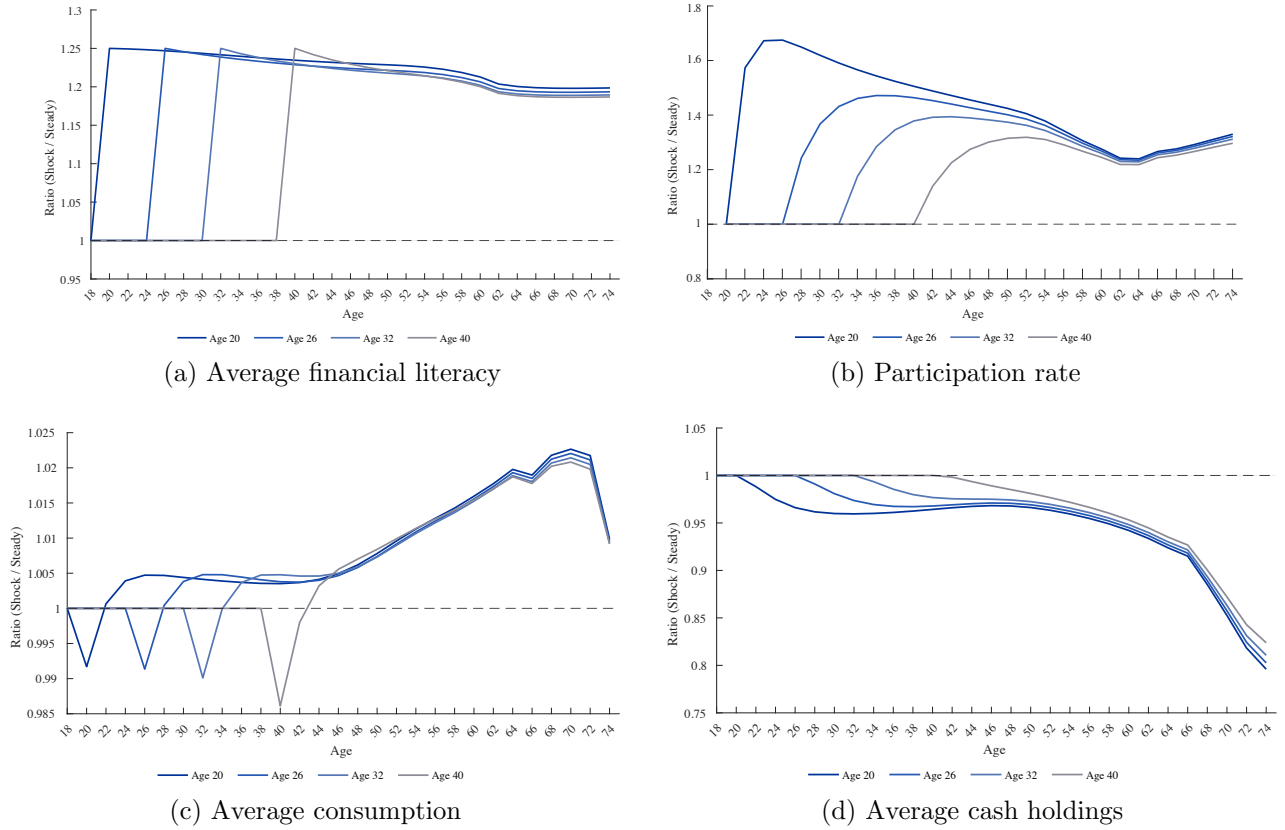 1.3
1.25
1.2
1.15
1.1
1.05
1
0.95
Ratio (Shock / Steady)
18 20 22 24 26 28 30 32 34 36 38 40 42 44 46 48 50 52 54 56 58 60 62 64 66 68 70 72 74
Age
Age 20 Age 26 Age 32 Age 40
(a) Average financial literacy
1.8
1.6
1.4
1.2
1
0.8
Ratio (Shock / Steady)
18 20 22 24 26 28 30 32 34 36 38 40 42 44 46 48 50 52 54 56 58 60 62 64 66 68 70 72 74
Age
Age 20 Age 26 Age 32 Age 40
(b) Participation rate
1.025
1.02
1.015
1.01
1.005
1
0.995
0.99
0.985
Ratio (Shock / Steady)
18 20 22 24 26 28 30 32 34 36 38 40 42 44 46 48 50 52 54 56 58 60 62 64 66 68 70 72 74
Age
Age 20 Age 26 Age 32 Age 40
(c) Average consumption
1.05
1
0.95
0.9
0.85
0.8
0.75
Ratio (Shock / Steady)
18 20 22 24 26 28 30 32 34 36 38 40 42 44 46 48 50 52 54 56 58 60 62 64 66 68 70 72 74
Age
Age 20 Age 26 Age 32 Age 40
(d) Average cash holdings